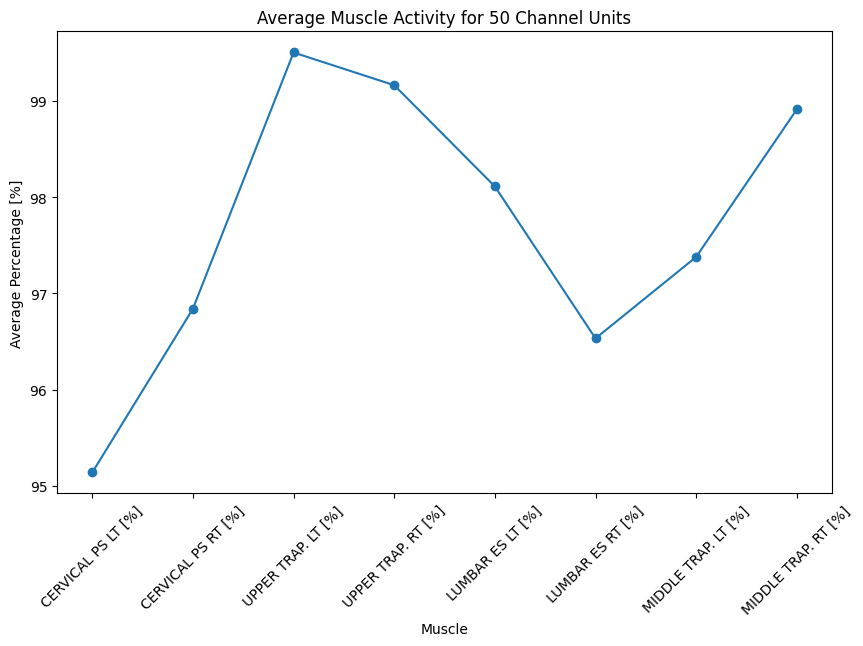 Average Muscle Activity for 50 Channel Units
Average Percentage [%]
99
98
97
96
95
CERVICAL PS LT [%]
CERVICAL PS RT [%]
UPPER TRAP. LT [%]
UPPER TRAP. RT [%]
LUMBAR ES LT [%]
LUMBAR ES RT [%]
MIDDLE TRAP. LT [%]
MIDDLE TRAP. RT [%]
Muscle